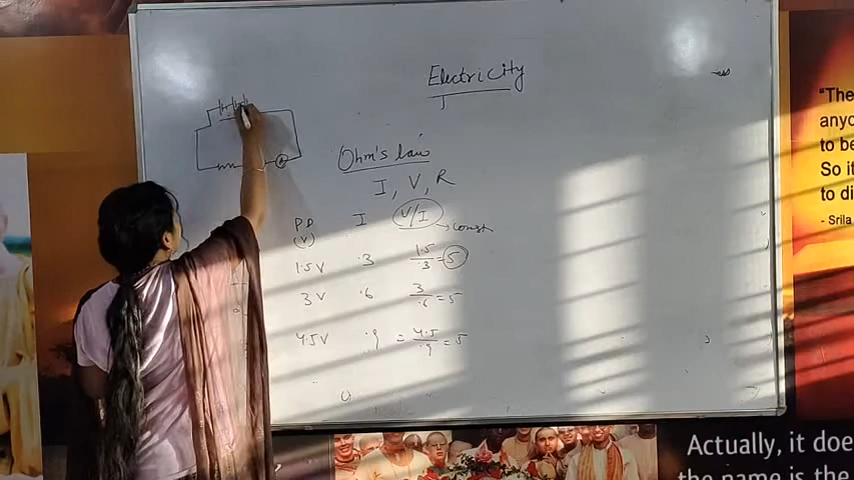 Electricity
Ohm's law
I, V, R
PD I V/I → const
(V)
1.5V .3 1.5/.3 = 5
3V .6 3/.6 = 5
4.5V .9 = 4.5/.9 = 5
A
"The
anyo
to be
So it
to di
- Srila
Actually, it doe
the name is the